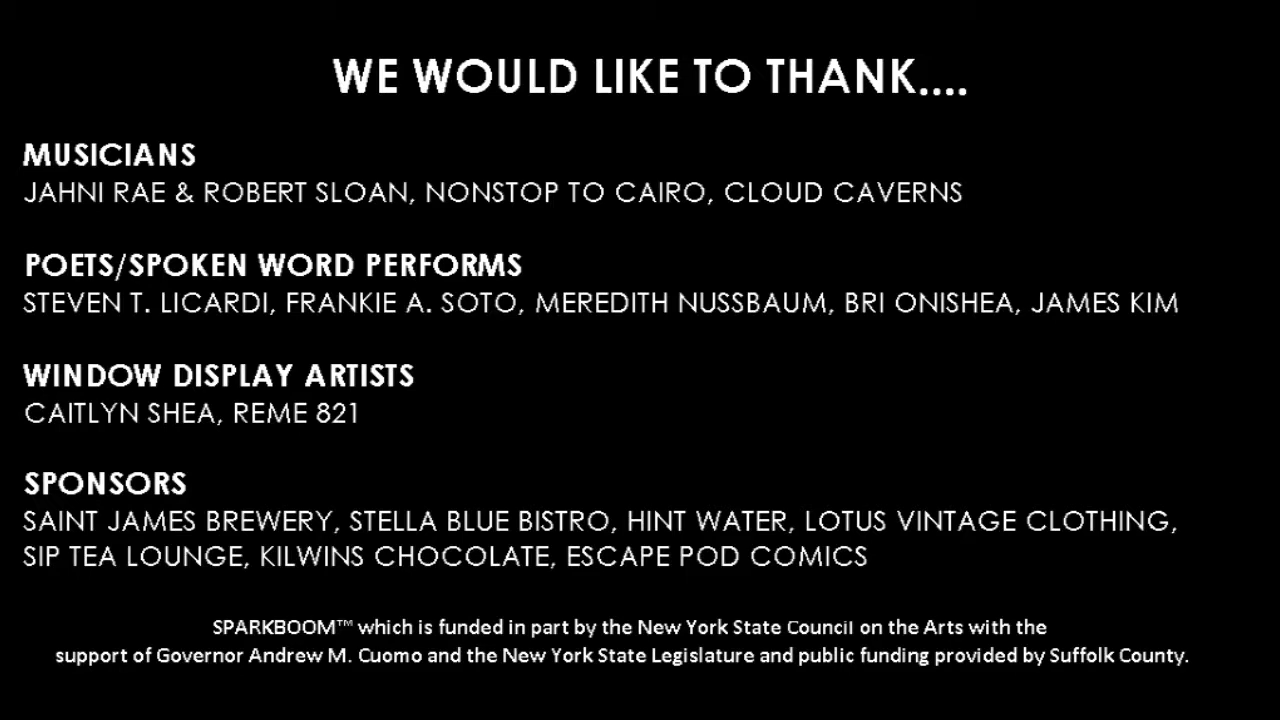 WE WOULD LIKE TO THANK....
MUSICIANS
JAHNI RAE & ROBERT SLOAN, NONSTOP TO CAIRO, CLOUD CAVERNS
POETS/SPOKEN WORD PERFORMS
STEVEN T. LICARDI, FRANKIE A. SOTO, MEREDITH NUSSBAUM, BRI ONISHEA, JAMES KIM
WINDOW DISPLAY ARTISTS
CAITLYN SHEA, REME 821
SPONSORS
SAINT JAMES BREWERY, STELLA BLUE BISTRO, HINT WATER, LOTUS VINTAGE CLOTHING,
SIP TEA LOUNGE, KILWINS CHOCOLATE, ESCAPE POD COMICS
SPARKBOOM™ which is funded in part by the New York State Council on the Arts with the
support of Governor Andrew M. Cuomo and the New York State Legislature and public funding provided by Suffolk County.